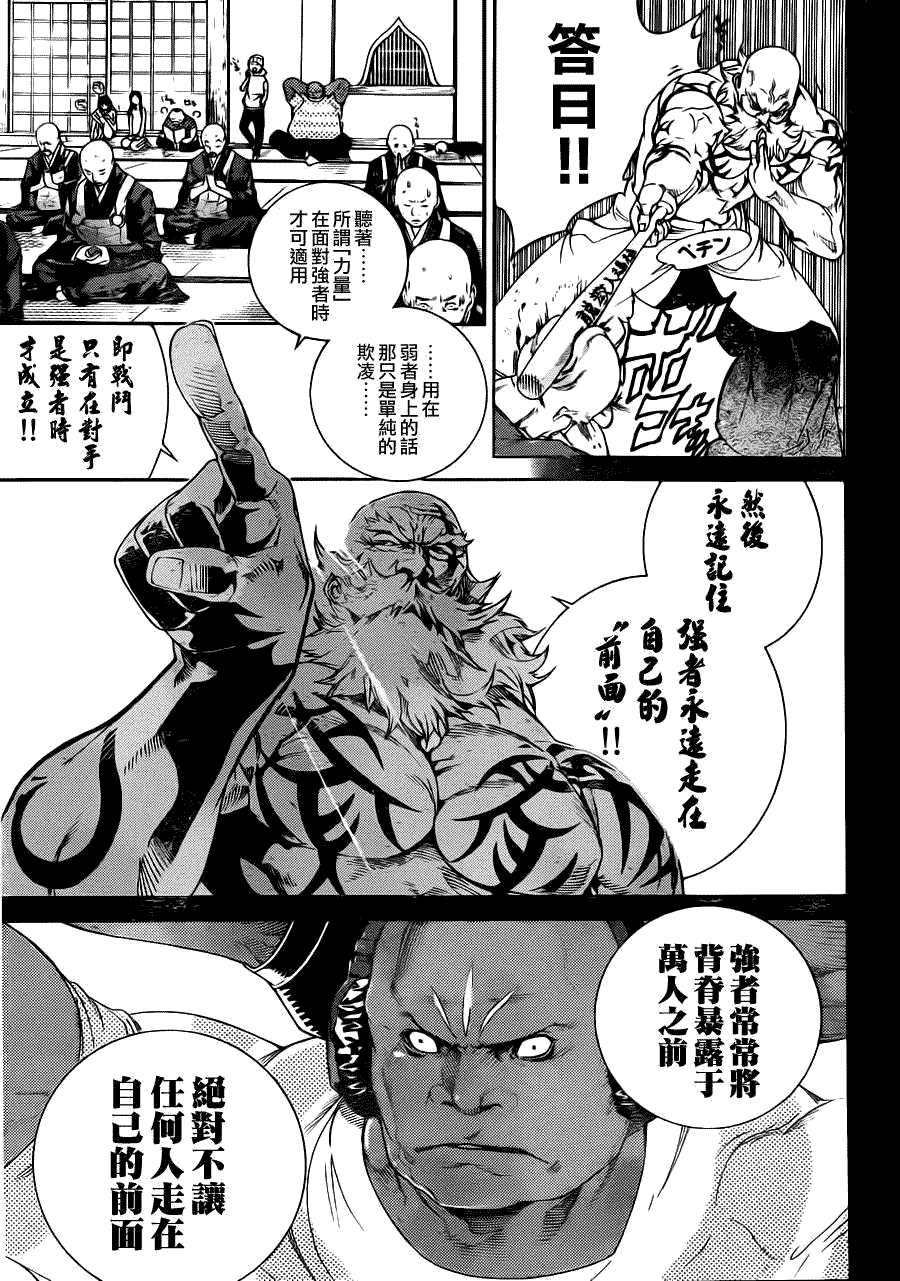 答日!!
ペチン
聽著……
所謂「力量」
在面對強者時
才可適用
……用在
弱者身上的話
那只是單純的
欺凌……
即戰鬥
只有在對手
是强者時
才成立!!
然後
永遠記住
强者永遠走在
自己的
〝前面〞!!
強者常常將
背脊暴露于
萬人之前
絕對不讓
任何人走在
自己的前面